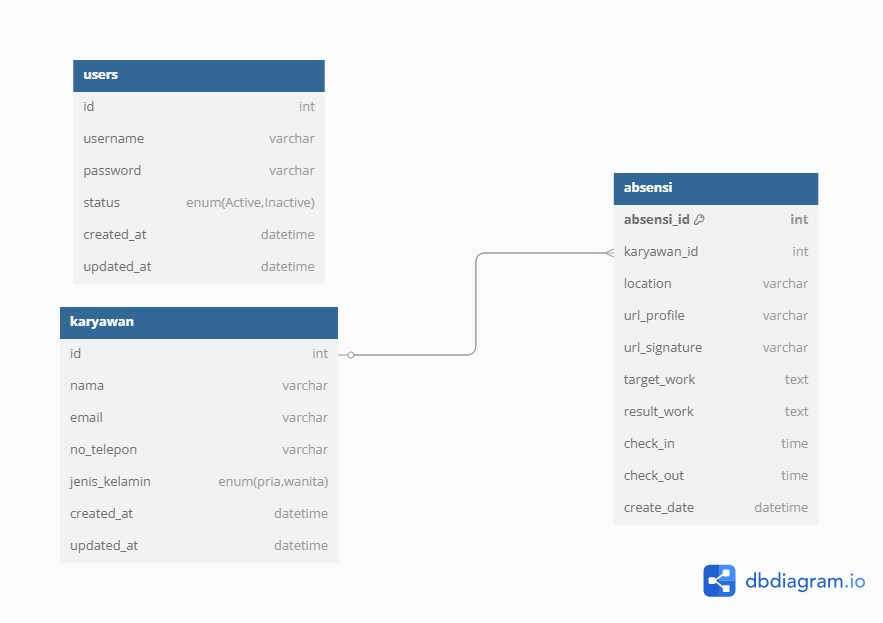 users
id int
username varchar
password varchar
status enum(Active,Inactive)
created_at datetime
updated_at datetime
karyawan
id int
nama varchar
email varchar
no_telepon varchar
jenis_kelamin enum(pria,wanita)
created_at datetime
updated_at datetime
absensi
absensi_id int
karyawan_id int
location varchar
url_profile varchar
url_signature varchar
target_work text
result_work text
check_in time
check_out time
create_date datetime
dbdiagram.io